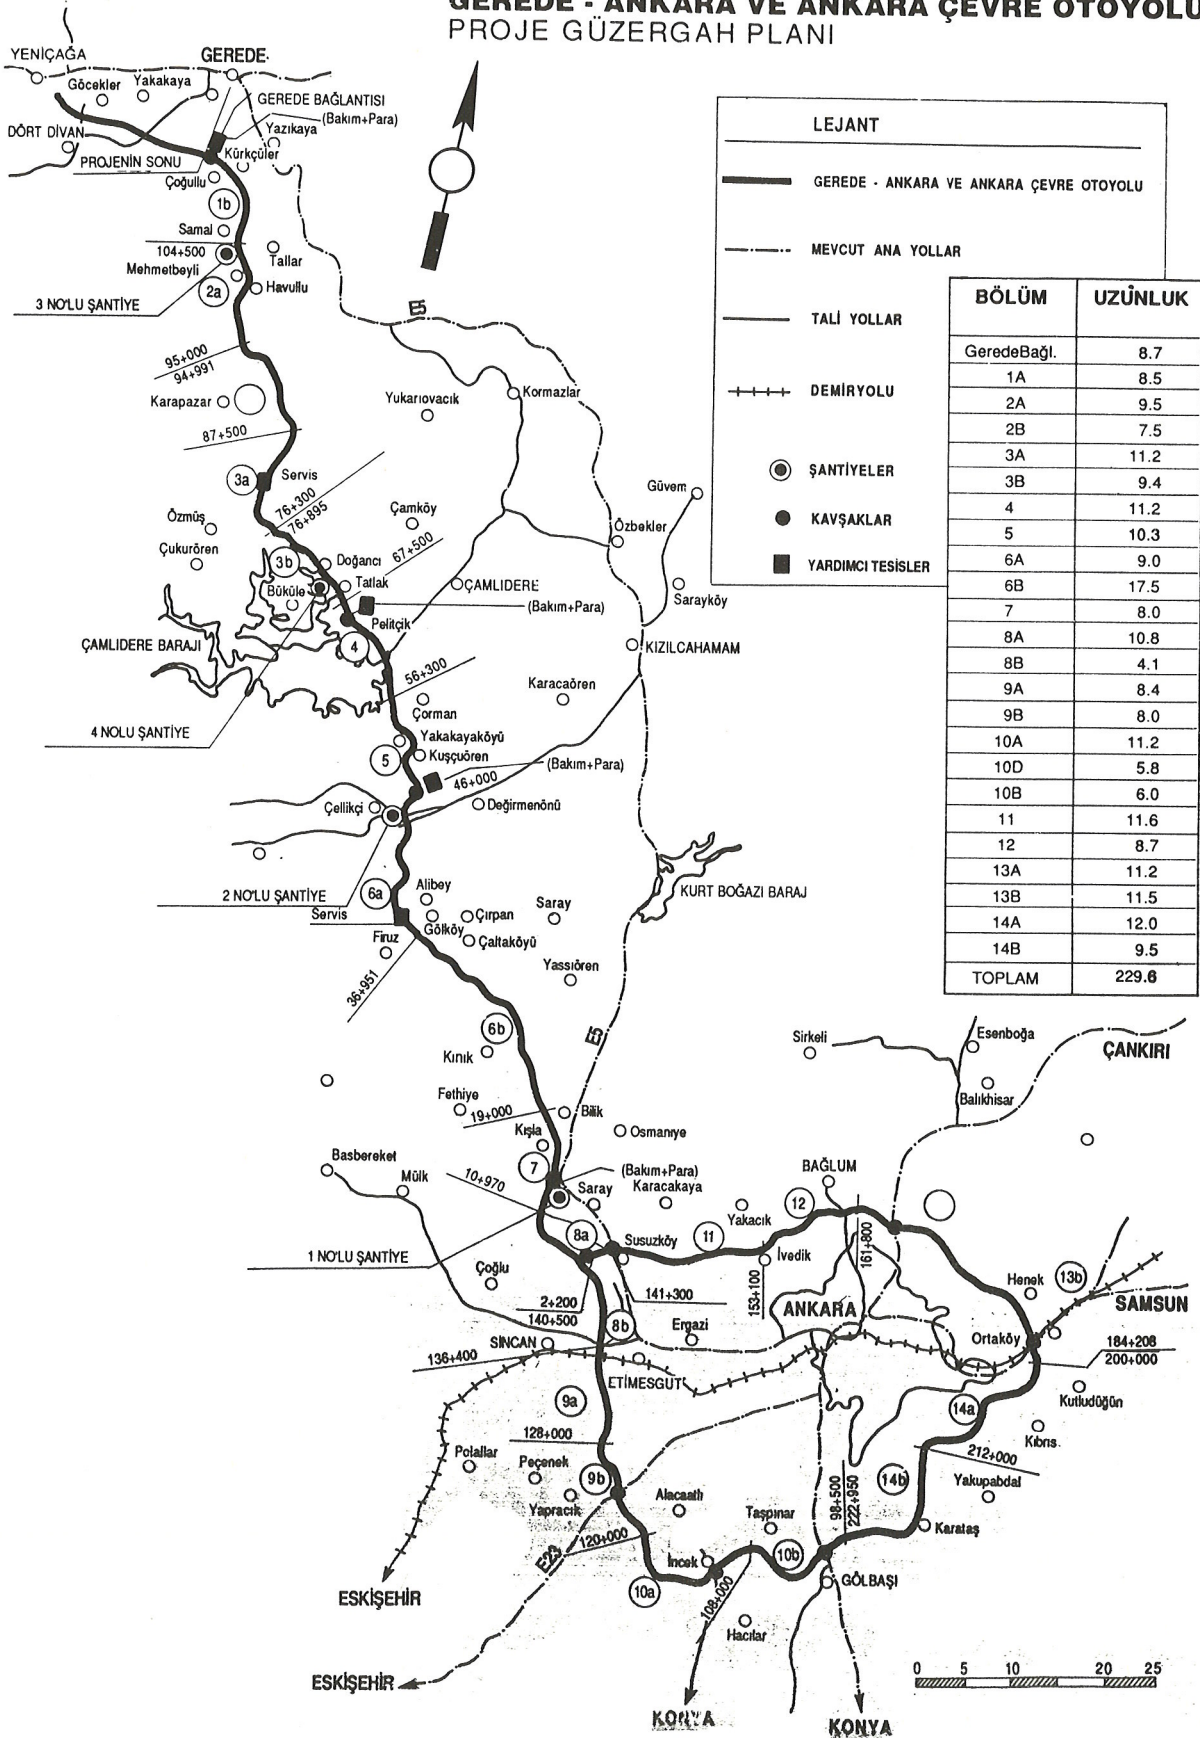 GEREDE - ANKARA VE ANKARA ÇEVRE OTOYOLU
PROJE GÜZERGAH PLANI
YENİÇAĞA
GEREDE
Göcekler
Yakakaya
GEREDE BAĞLANTISI
(Bakım+Para)
Yazıkaya
DÖRT DİVAN
PROJENİN SONU
Kürkçüler
Çoğullu
1b
Samal
104+500
Tallar
Mehmetbeyli
2a
Havullu
3 NO'LU ŞANTİYE
E5
95+000
94+991
Karapazar
87+500
Yukarıovacık
Kormazlar
3a
Servis
76+300
76+895
Özmüş
Çukurören
Çamköy
67+500
Güvem
Özbekler
3b
Doğancı
Tatlak
Büküle
ÇAMLIDERE
(Bakım+Para)
Sarayköy
Pelitçik
4
ÇAMLIDERE BARAJI
KIZILCAHAMAM
56+300
Karacaören
Çorman
4 NOLU ŞANTİYE
Yakakayaköyü
5
Kuşçuören
(Bakım+Para)
46+000
Çellikçi
Değirmenönü
2 NO'LU ŞANTİYE
6a
Alibey
Servis
Gölköy
Çırpan
Saray
KURT BOĞAZI BARAJ
Firuz
Çaltaköyü
36+951
Yassıören
6b
E5
Kınık
Fethiye
19+000
Bilik
Kışla
Osmanıye
Basbereket
Mülk
10+970
7
(Bakım+Para)
Saray
Karacakaya
1 NO'LU ŞANTİYE
8a
Susuzköy
11
Yakacık
12
BAĞLUM
İvedik
161+800
153+100
Çoğlu
2+200
140+500
141+300
8b
Ergazi
ANKARA
SINCAN
136+400
ETİMESGUT
Sirkeli
Esenboğa
ÇANKIRI
Balıkhisar
Henek
13b
SAMSUN
Ortaköy
184+208
200+000
Kutludüğün
14a
Kıbrıs
212+000
9a
128+000
Polallar
Peçenek
9b
Yapracık
Alacaatlı
Taşpınar
98+500
222+950
14b
Yakupabdal
Karataş
E23
120+000
İncek
10b
GÖLBAŞI
10a
108+000
Hacılar
ESKİŞEHİR
ESKİŞEHİR
KONYA
KONYA
0 5 10 20 25
LEJANT
GEREDE - ANKARA VE ANKARA ÇEVRE OTOYOLU
MEVCUT ANA YOLLAR
TALİ YOLLAR
DEMİRYOLU
ŞANTİYELER
KAVŞAKLAR
YARDIMCI TESİSLER
BÖLÜM UZÜNLUK
GeredeBağl. 8.7
1A 8.5
2A 9.5
2B 7.5
3A 11.2
3B 9.4
4 11.2
5 10.3
6A 9.0
6B 17.5
7 8.0
8A 10.8
8B 4.1
9A 8.4
9B 8.0
10A 11.2
10D 5.8
10B 6.0
11 11.6
12 8.7
13A 11.2
13B 11.5
14A 12.0
14B 9.5
TOPLAM 229.6